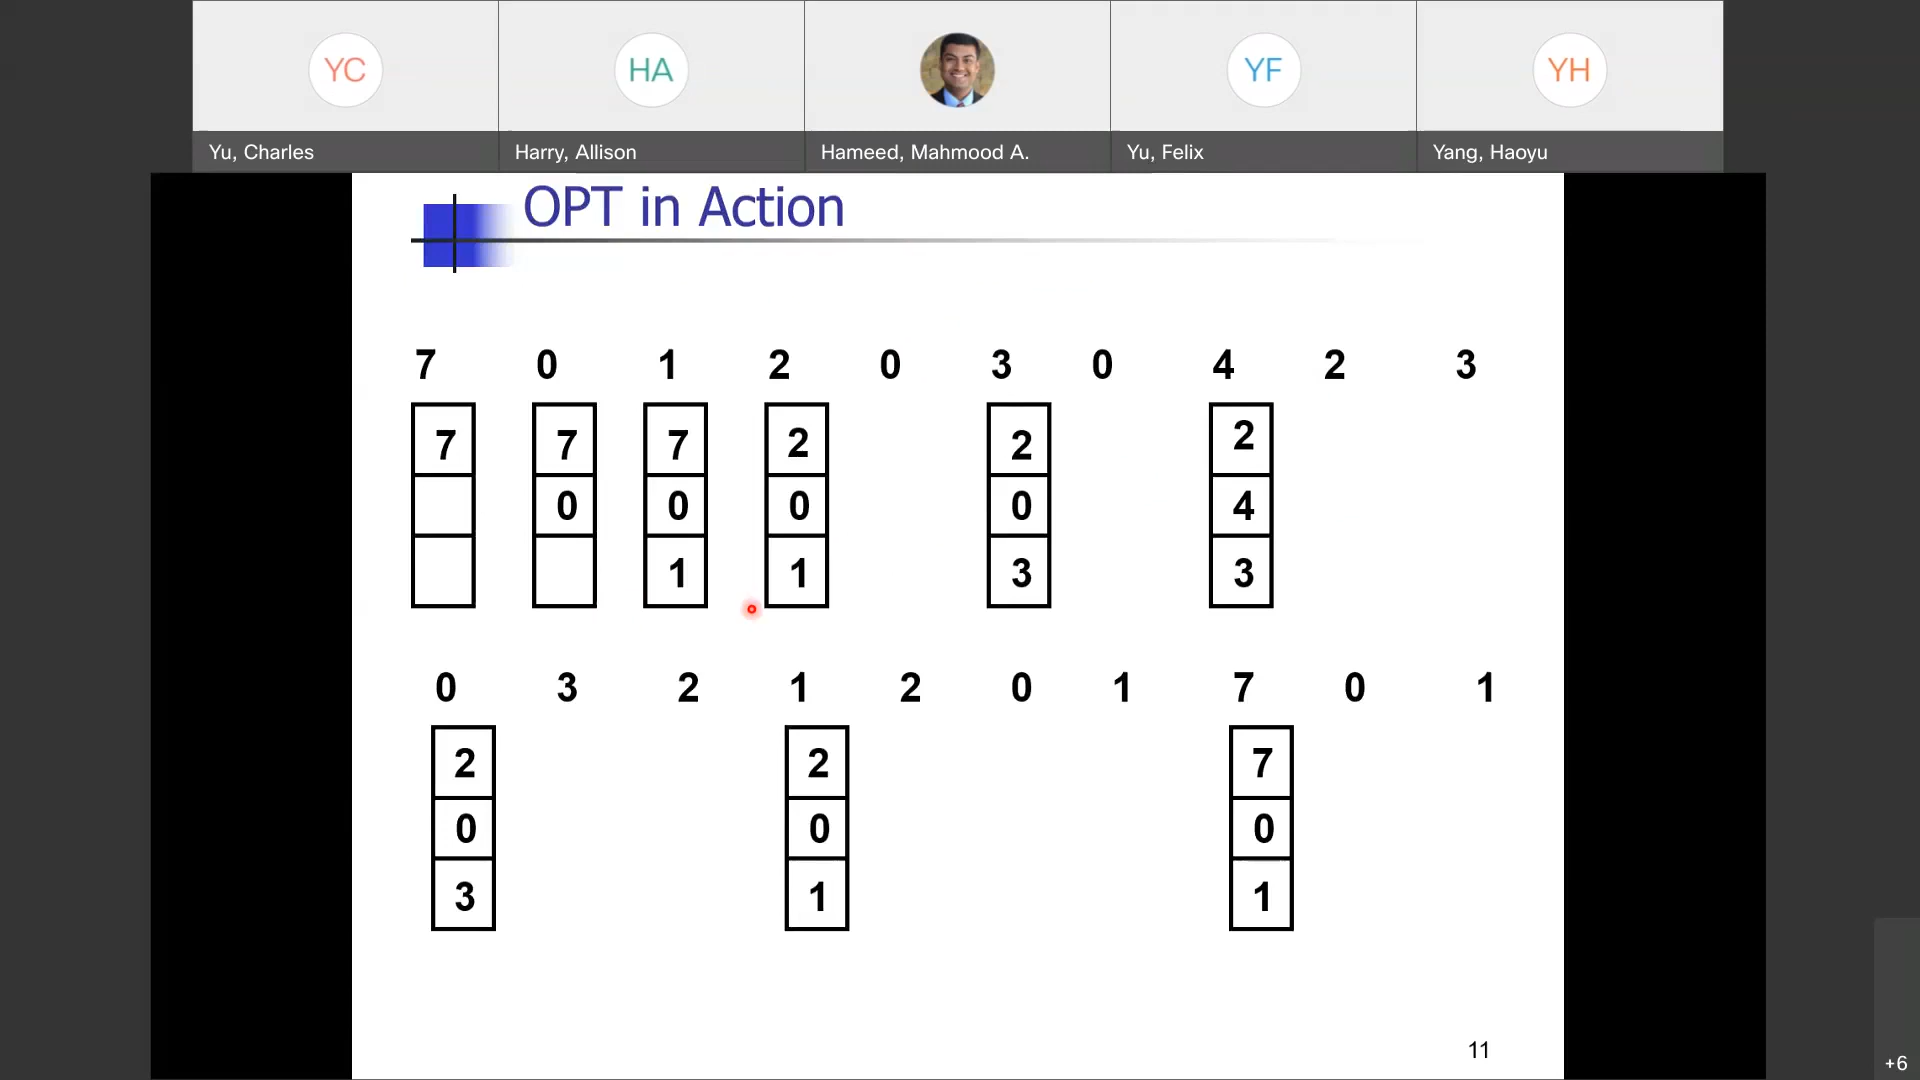 YC HA YF YH
Yu, Charles Harry, Allison Hameed, Mahmood A. Yu, Felix Yang, Haoyu
OPT in Action
7 0 1 2 0 3 0 4 2 3
7 7 7 2 2 2
0 0 0 0 4
1 1 3 3
0 3 2 1 2 0 1 7 0 1
2 2 7
0 0 0
3 1 1
11
+6